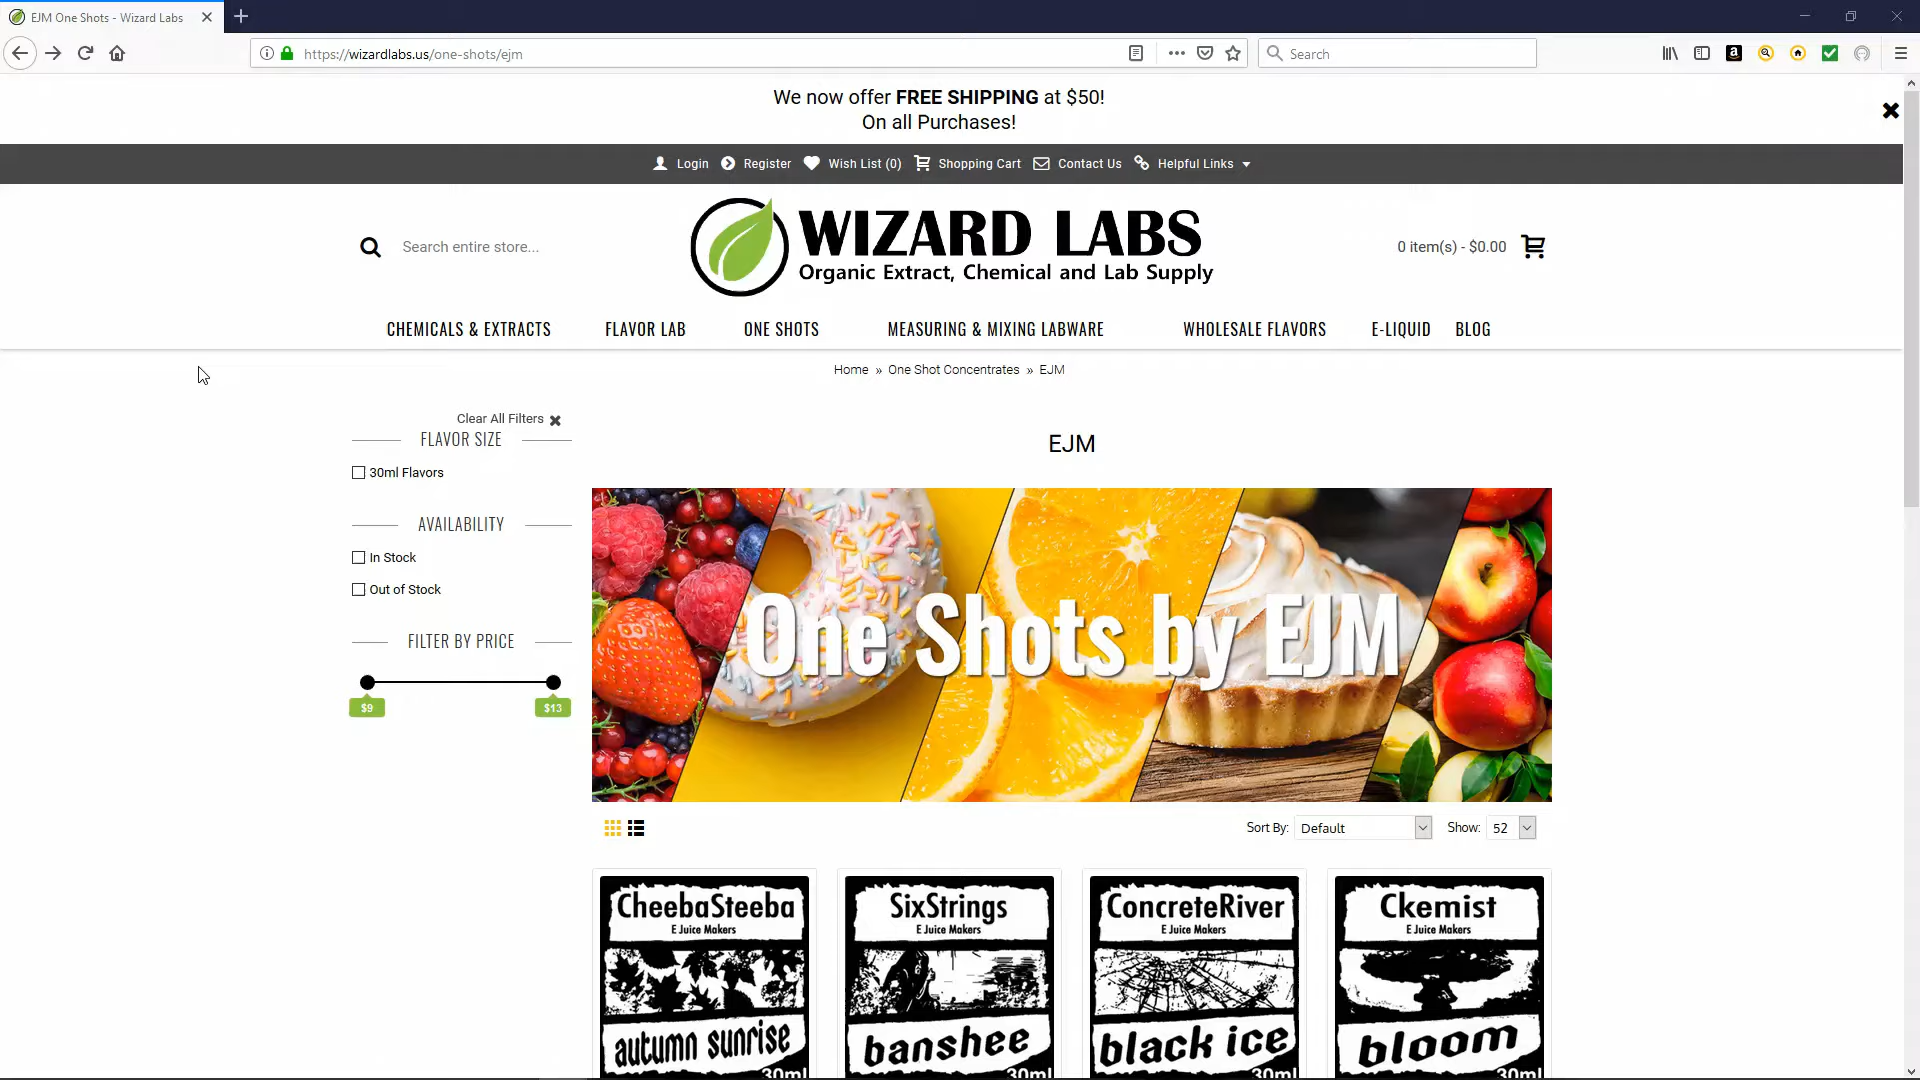 EJM One Shots - Wizard Labs
https://wizardlabs.us/one-shots/ejm
Search
We now offer FREE SHIPPING at $50!
On all Purchases!
Login Register Wish List (0) Shopping Cart Contact Us Helpful Links
Search entire store...
WIZARD LABS
Organic Extract, Chemical and Lab Supply
0 item(s) - $0.00
CHEMICALS & EXTRACTS FLAVOR LAB ONE SHOTS MEASURING & MIXING LABWARE WHOLESALE FLAVORS E-LIQUID BLOG
Home » One Shot Concentrates » EJM
Clear All Filters
FLAVOR SIZE
30ml Flavors
AVAILABILITY
In Stock
Out of Stock
FILTER BY PRICE
$9 $13
EJM
One Shots by EJM
Sort By: Default Show: 52
CheebaSteeba
E Juice Makers
autumn sunrise
30ml
SixStrings
E Juice Makers
banshee
30ml
ConcreteRiver
E Juice Makers
black ice
30ml
Ckemist
E Juice Makers
bloom
30ml